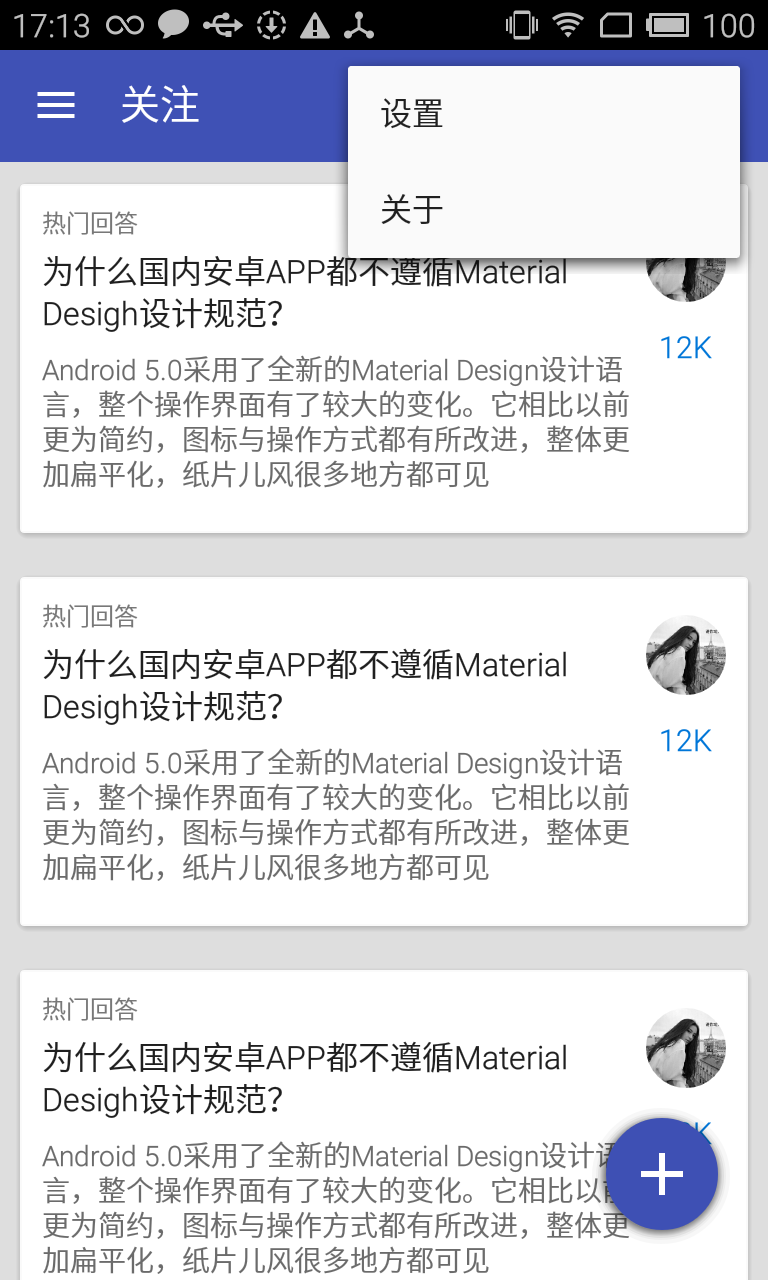 17:13
100
关注
设置
关于
热门回答
为什么国内安卓APP都不遵循Material
Desigh设计规范?
12K
Android 5.0采用了全新的Material Design设计语
言，整个操作界面有了较大的变化。它相比以前
更为简约，图标与操作方式都有所改进，整体更
加扁平化，纸片儿风很多地方都可见
热门回答
为什么国内安卓APP都不遵循Material
Desigh设计规范?
12K
Android 5.0采用了全新的Material Design设计语
言，整个操作界面有了较大的变化。它相比以前
更为简约，图标与操作方式都有所改进，整体更
加扁平化，纸片儿风很多地方都可见
热门回答
为什么国内安卓APP都不遵循Material
Desigh设计规范?
K
Android 5.0采用了全新的Material Design设计
言，整个操作界面有了较大的变化。它相比以
更为简约，图标与操作方式都有所改进，整体更
加扁平化，纸片儿风很多地方都可见